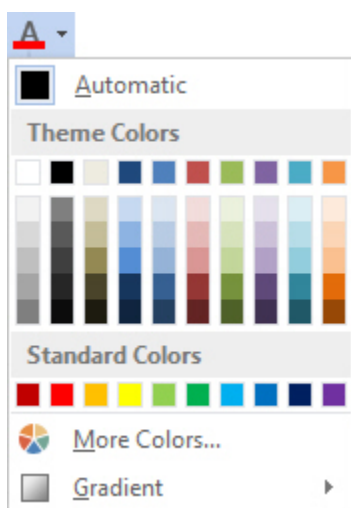 A
Automatic
Theme Colors
Standard Colors
More Colors...
Gradient